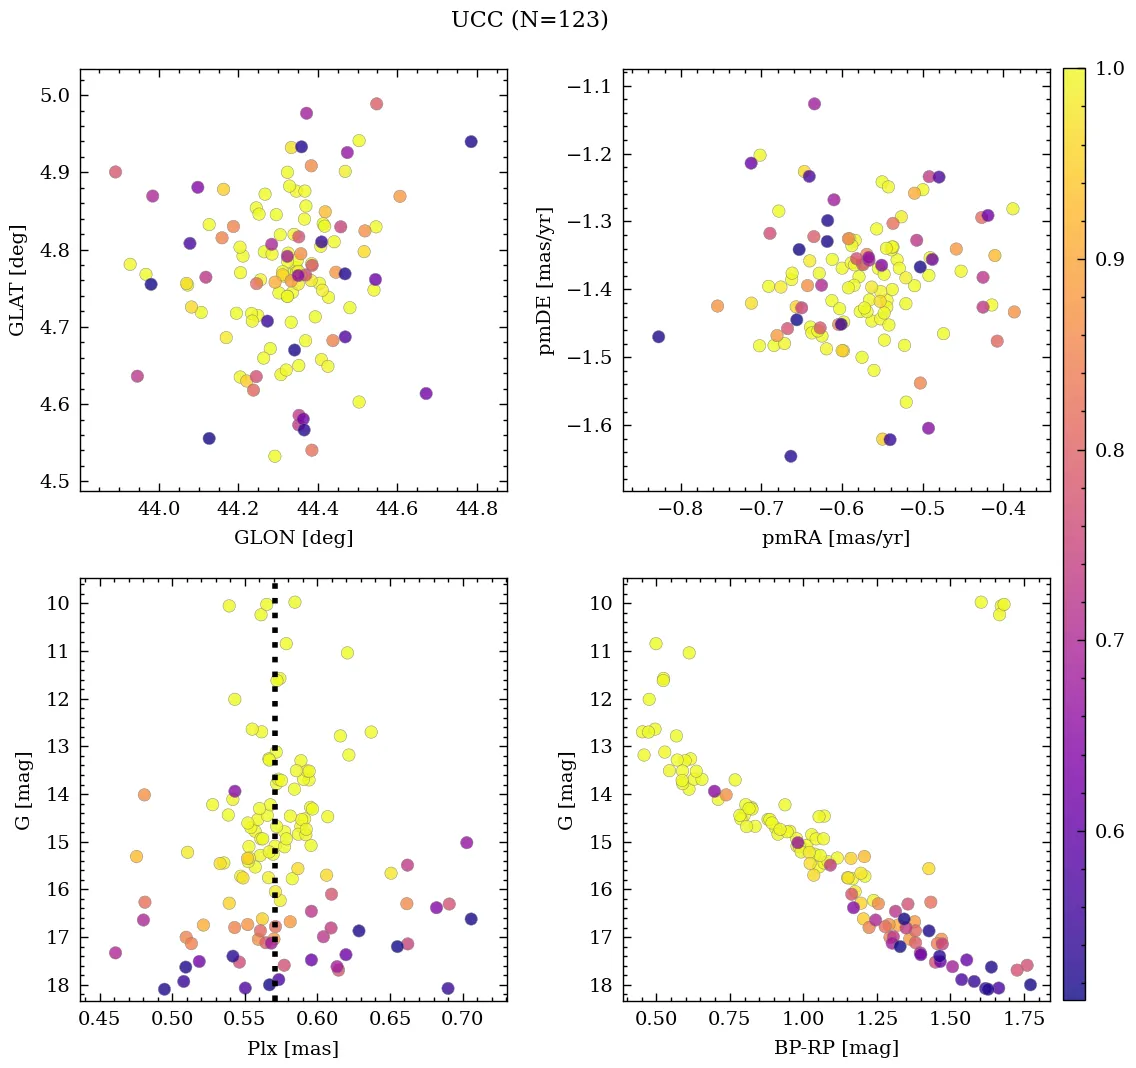 UCC (N=123)
5.0
4.9
4.8
4.7
4.6
4.5
GLAT [deg]
44.0 44.2 44.4 44.6 44.8
GLON [deg]
−1.1
−1.2
−1.3
−1.4
−1.5
−1.6
pmDE [mas/yr]
−0.8 −0.7 −0.6 −0.5 −0.4
pmRA [mas/yr]
1.0
0.9
0.8
0.7
0.6
10
11
12
13
14
15
16
17
18
G [mag]
0.45 0.50 0.55 0.60 0.65 0.70
Plx [mas]
10
11
12
13
14
15
16
17
18
G [mag]
0.50 0.75 1.00 1.25 1.50 1.75
BP-RP [mag]